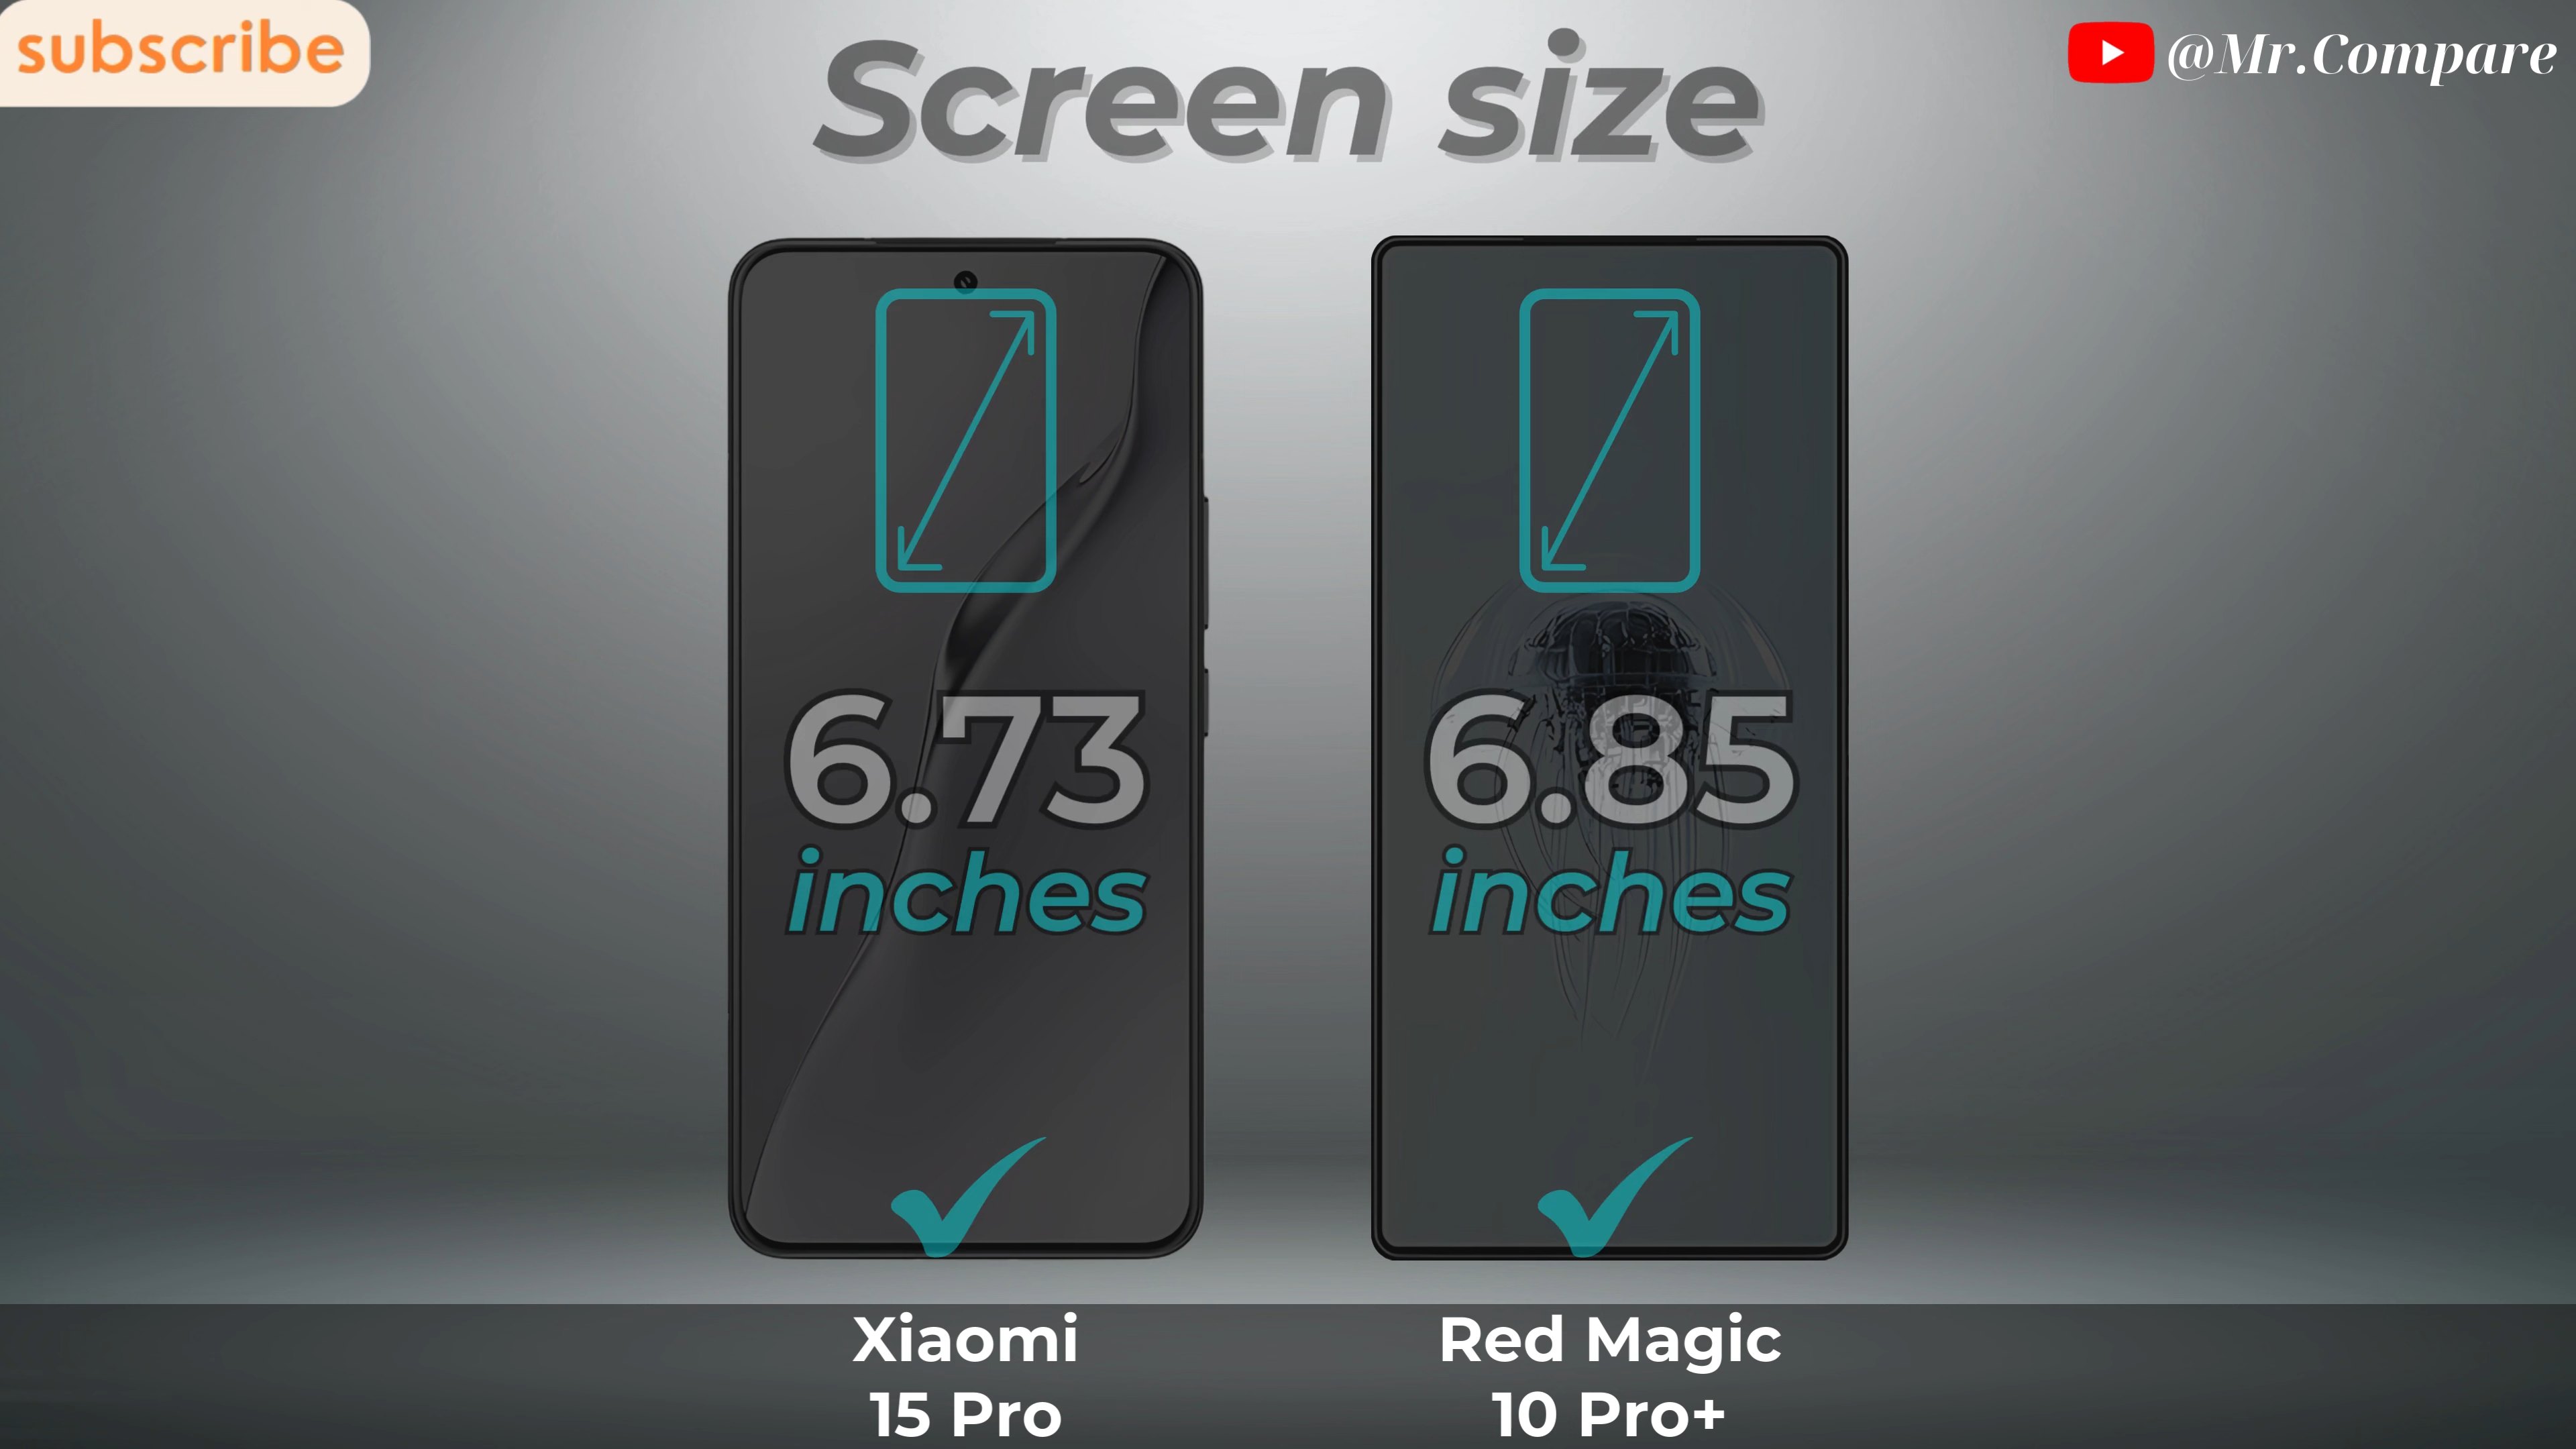 subscribe
Screen size
@Mr.Compare
6.73
inches
6.85
inches
Xiaomi
15 Pro
Red Magic
10 Pro+